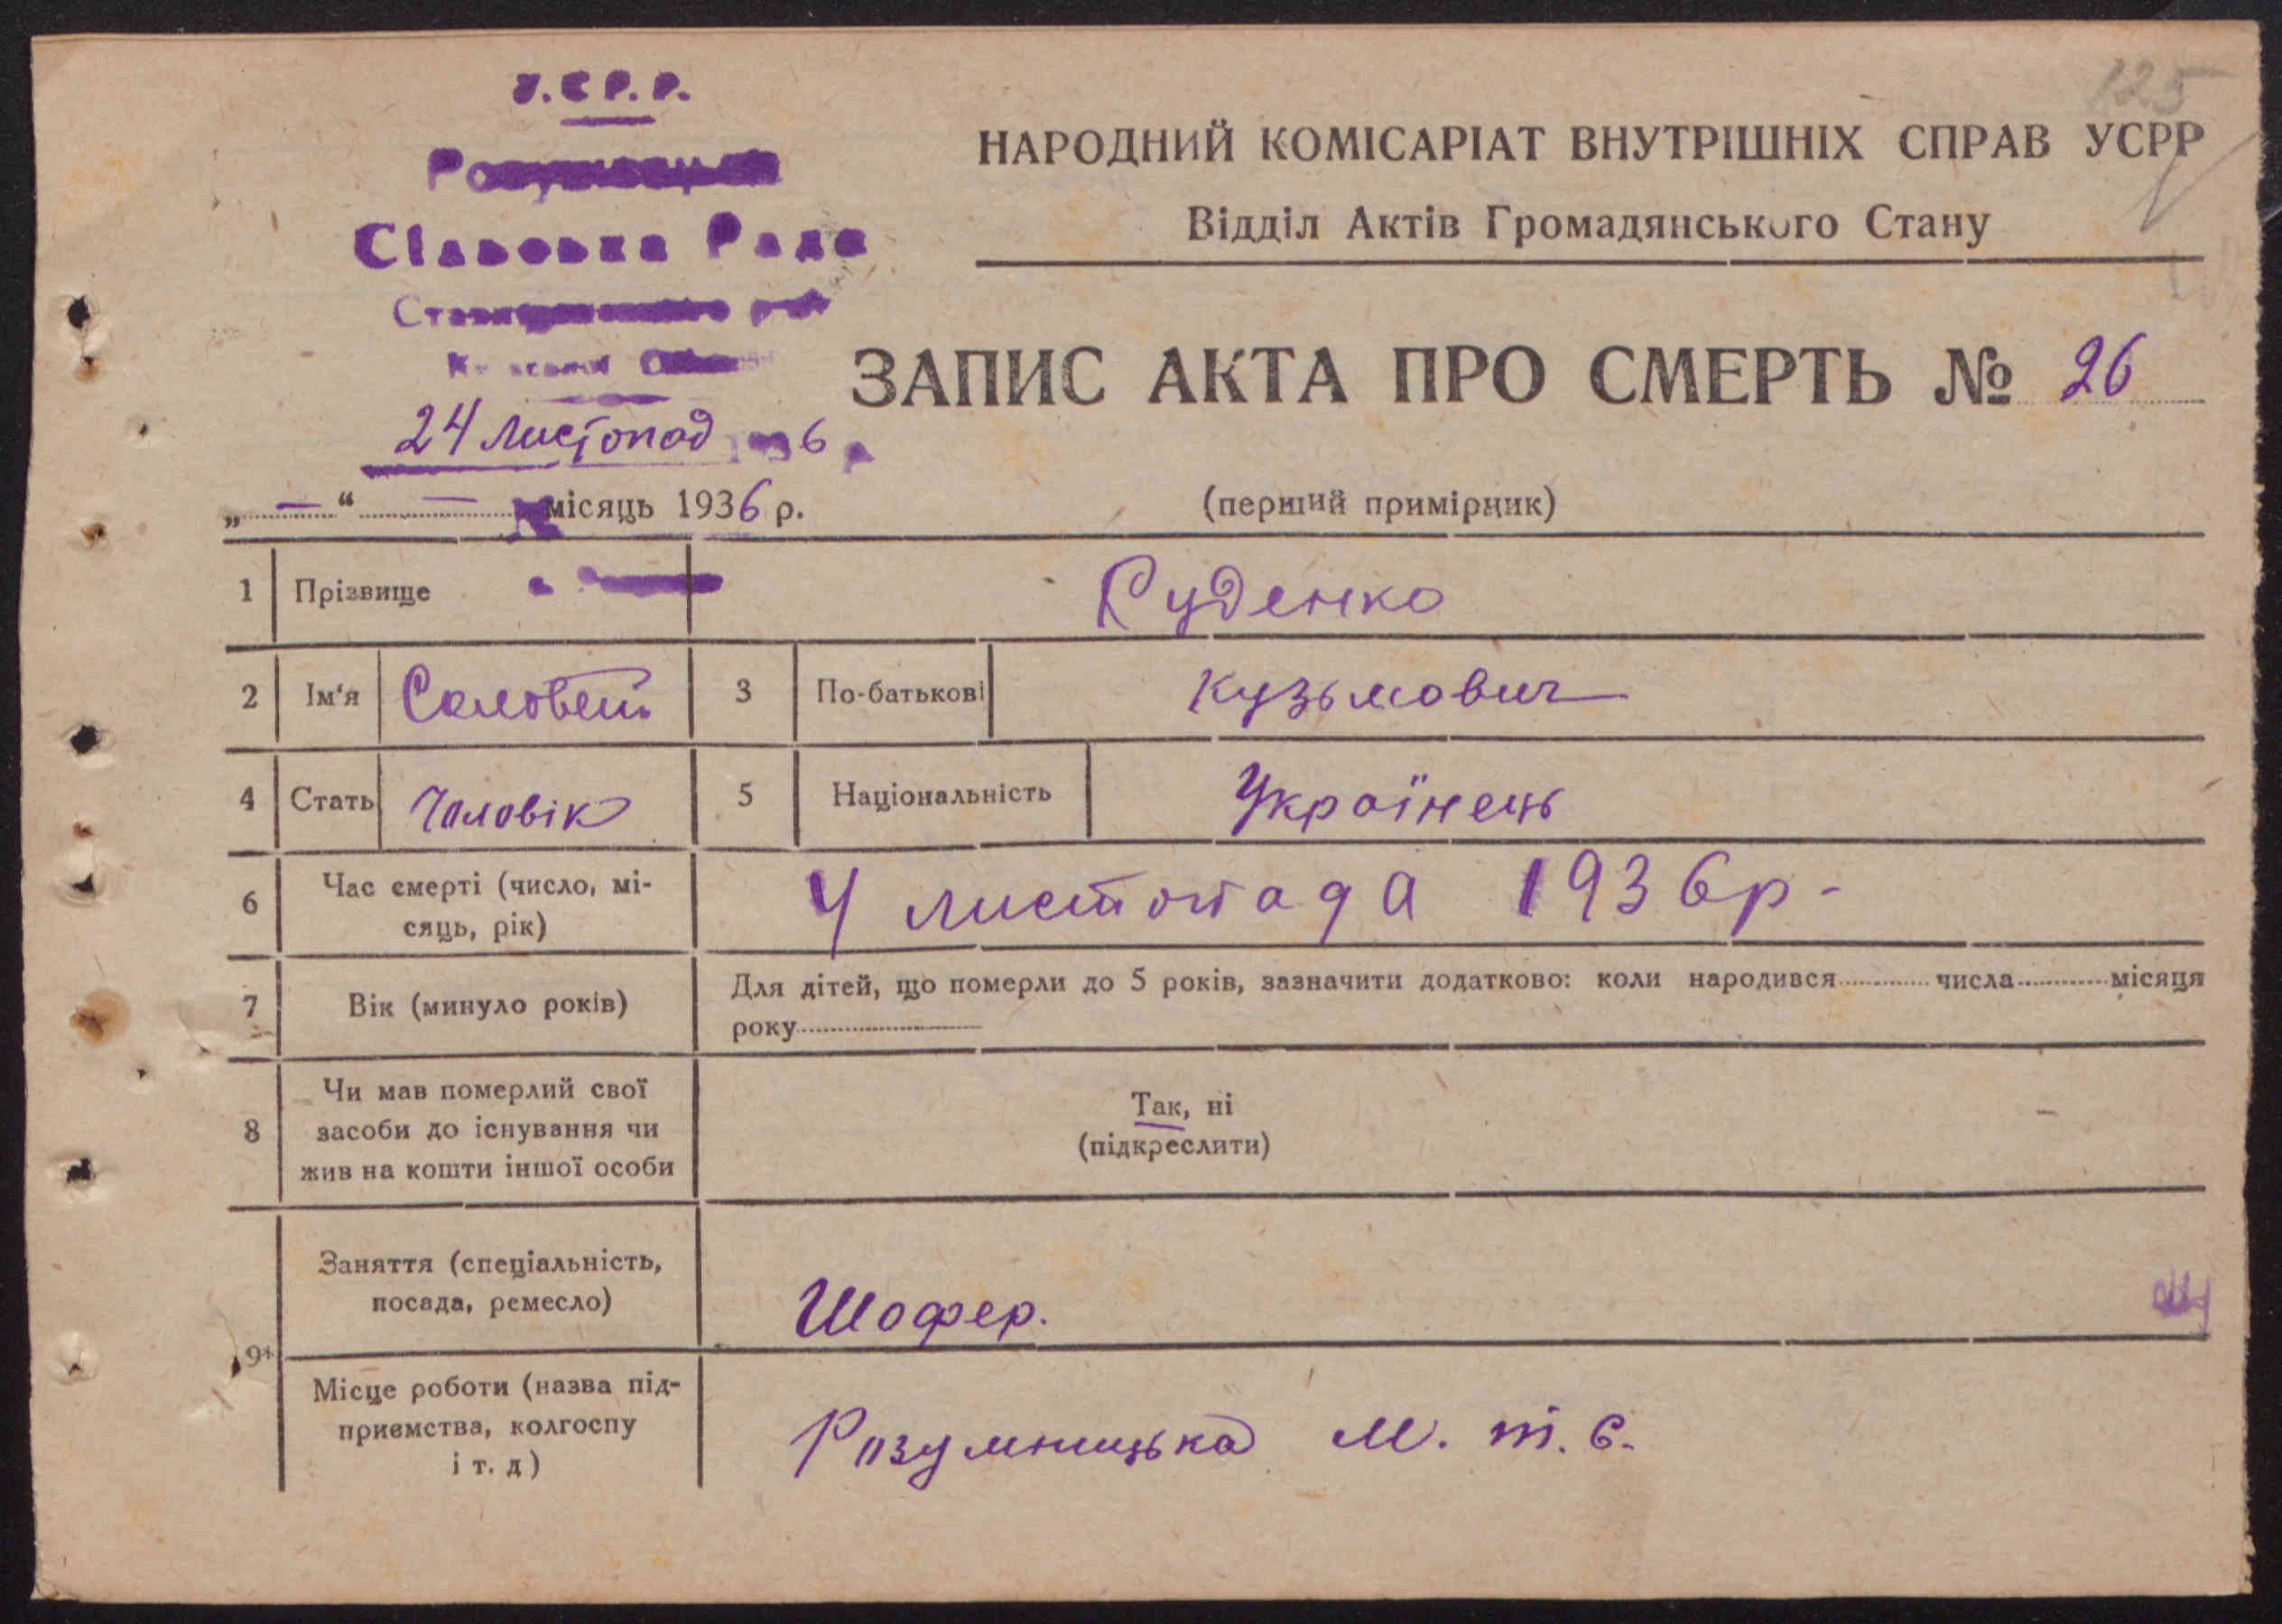 125
У.С.Р.Р.
Сільська Рада
24 листопад 1936 р
НАРОДНИЙ КОМІСАРІАТ ВНУТРІШНІХ СПРАВ УСРР
Відділ Актів Громадянського Стану
ЗАПИС АКТА ПРО СМЕРТЬ № 26
„ — “ — місяць 1936 р.
(перший примірник)
1 Прізвище Руденко
2 Ім‘я 3 По-батькові Кузьмович
4 Стать Чоловік 5 Національність Українець
6 Час смерті (число, мі-
сяць, рік)
4 листопада 1936 р -
7 Вік (минуло років)
Для дітей, що померли до 5 років, зазначити додатково: коли народився числа місяця
року
8 Чи мав померлий свої
засоби до існування чи
жив на кошти іншої особи
Так, ні
(підкреслити)
9 Заняття (спеціальність,
посада, ремесло)
Шофер.
Місце роботи (назва під-
приємства, колгоспу
і т. д)
Розумницька М. т. с.